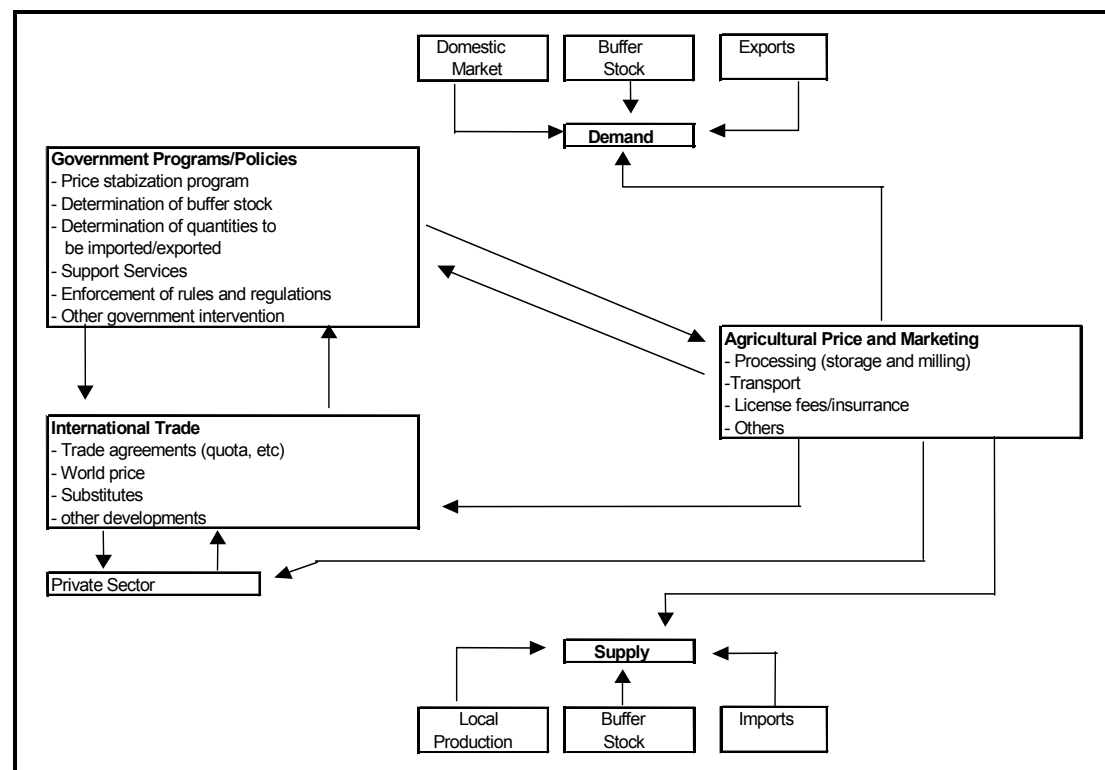 Domestic
Market
Buffer
Stock
Exports
Demand
Government Programs/Policies
- Price stabization program
- Determination of buffer stock
- Determination of quantities to
be imported/exported
- Support Services
- Enforcement of rules and regulations
- Other government intervention
Agricultural Price and Marketing
- Processing (storage and milling)
-Transport
- License fees/insurrance
- Others
International Trade
- Trade agreements (quota, etc)
- World price
- Substitutes
- other developments
Private Sector
Supply
Local
Production
Buffer
Stock
Imports